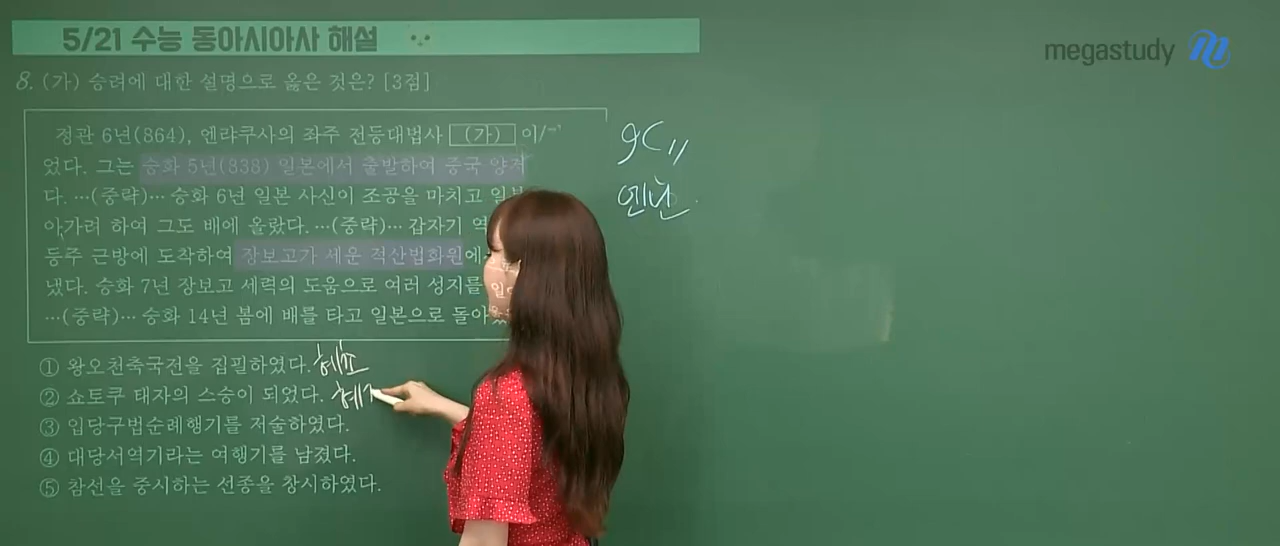 5/21 수능 동아시아사 해설
megastudy
8. (가) 승려에 대한 설명으로 옳은 것은? [3점]
정관 6년(864), 엔랴쿠사의 좌주 전등대법사 (가) 이
었다. 그는 승화 5년(838) 일본에서 출발하여 중국 양저
다. …(중략)… 승화 6년 일본 사신이 조공을 마치고 일본
아가려 하여 그도 배에 올랐다. …(중략)… 갑자기 역
등주 근방에 도착하여 장보고가 세운 적산법화원에
냈다. 승화 7년 장보고 세력의 도움으로 여러 성지를
…(중략)… 승화 14년 봄에 배를 타고 일본으로 돌아
① 왕오천축국전을 집필하였다. 혜초
② 쇼토쿠 태자의 스승이 되었다. 혜
③ 입당구법순례행기를 저술하였다.
④ 대당서역기라는 여행기를 남겼다.
⑤ 참선을 중시하는 선종을 창시하였다.
9C
엔닌